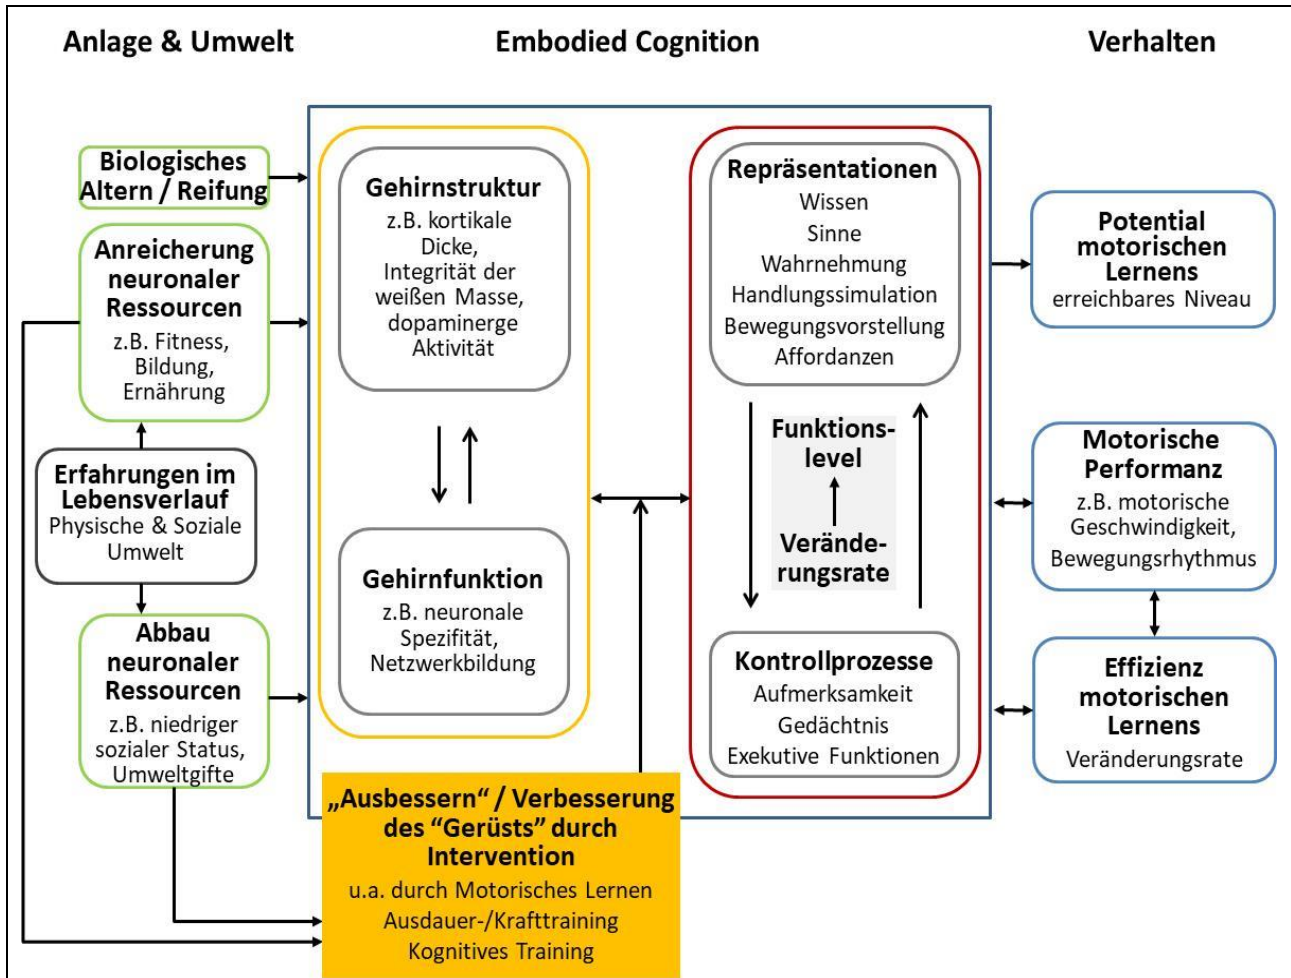 Anlage & Umwelt
Embodied Cognition
Verhalten
Biologisches
Altern / Reifung
Anreicherung
neuronaler
Ressourcen
z.B. Fitness,
Bildung,
Ernährung
Erfahrungen im
Lebensverlauf
Physische & Soziale
Umwelt
Abbau
neuronaler
Ressourcen
z.B. niedriger
sozialer Status,
Umweltgifte
Gehirnstruktur
z.B. kortikale
Dicke,
Integrität der
weißen Masse,
dopaminerge
Aktivität
Gehirnfunktion
z.B. neuronale
Spezifität,
Netzwerkbildung
„Ausbessern“ / Verbesserung
des “Gerüsts” durch
Intervention
u.a. durch Motorisches Lernen
Ausdauer-/Krafttraining
Kognitives Training
Repräsentationen
Wissen
Sinne
Wahrnehmung
Handlungssimulation
Bewegungsvorstellung
Affordanzen
Funktions-
level
Verände-
rungsrate
Kontrollprozesse
Aufmerksamkeit
Gedächtnis
Exekutive Funktionen
Potential
motorischen
Lernens
erreichbares Niveau
Motorische
Performanz
z.B. motorische
Geschwindigkeit,
Bewegungsrhythmus
Effizienz
motorischen
Lernens
Veränderungsrate